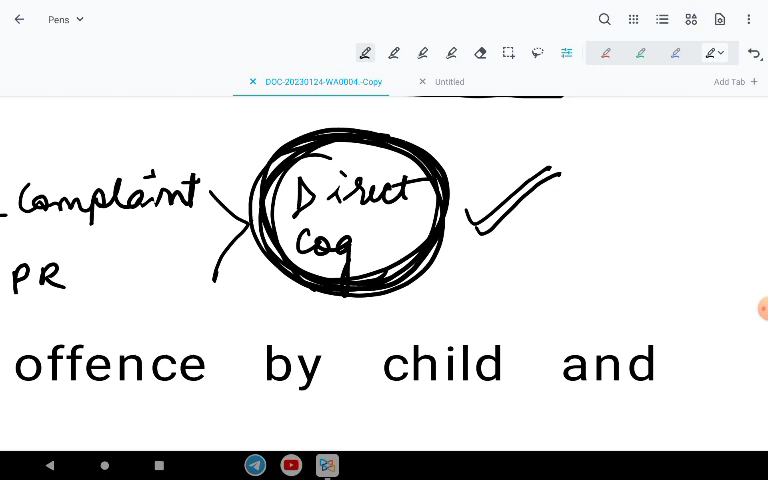 Pens
DOC-20230124-WA0004.-Copy
Untitled
Add Tab
Complaint
Direct
PR
Cog
offence by child and